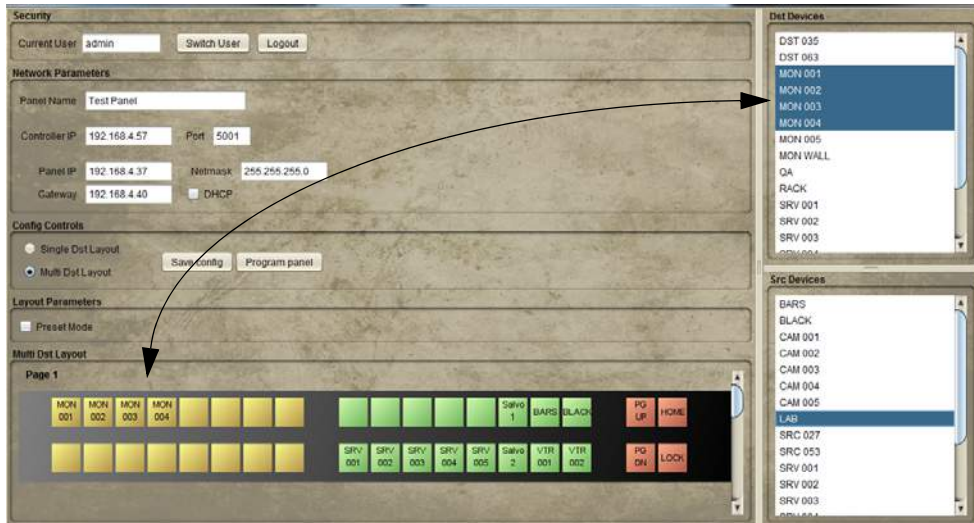 Security
Current User admin Switch User Logout
Network Parameters
Panel Name Test Panel
Controller IP 192.168.4.57 Port 5001
Panel IP 192.168.4.37 Netmask 255.255.255.0
Gateway 192.168.4.40 DHCP
Config Controls
Single Dst Layout
Multi Dst Layout
Save config Program panel
Layout Parameters
Preset Mode
Multi Dst Layout
Page 1
MON 001 MON 002 MON 003 MON 004 Salvo 1 BARS BLACK PG UP HOME
SRV 001 SRV 002 SRV 003 SRV 004 SRV 005 Salvo 2 VTR 001 VTR 002 PG DN LOCK
Dst Devices
DST 035
DST 063
MON 001
MON 002
MON 003
MON 004
MON 005
MON WALL
QA
RACK
SRV 001
SRV 002
SRV 003
Src Devices
BARS
BLACK
CAM 001
CAM 002
CAM 003
CAM 004
CAM 005
LAB
SRC 027
SRC 053
SRV 001
SRV 002
SRV 003